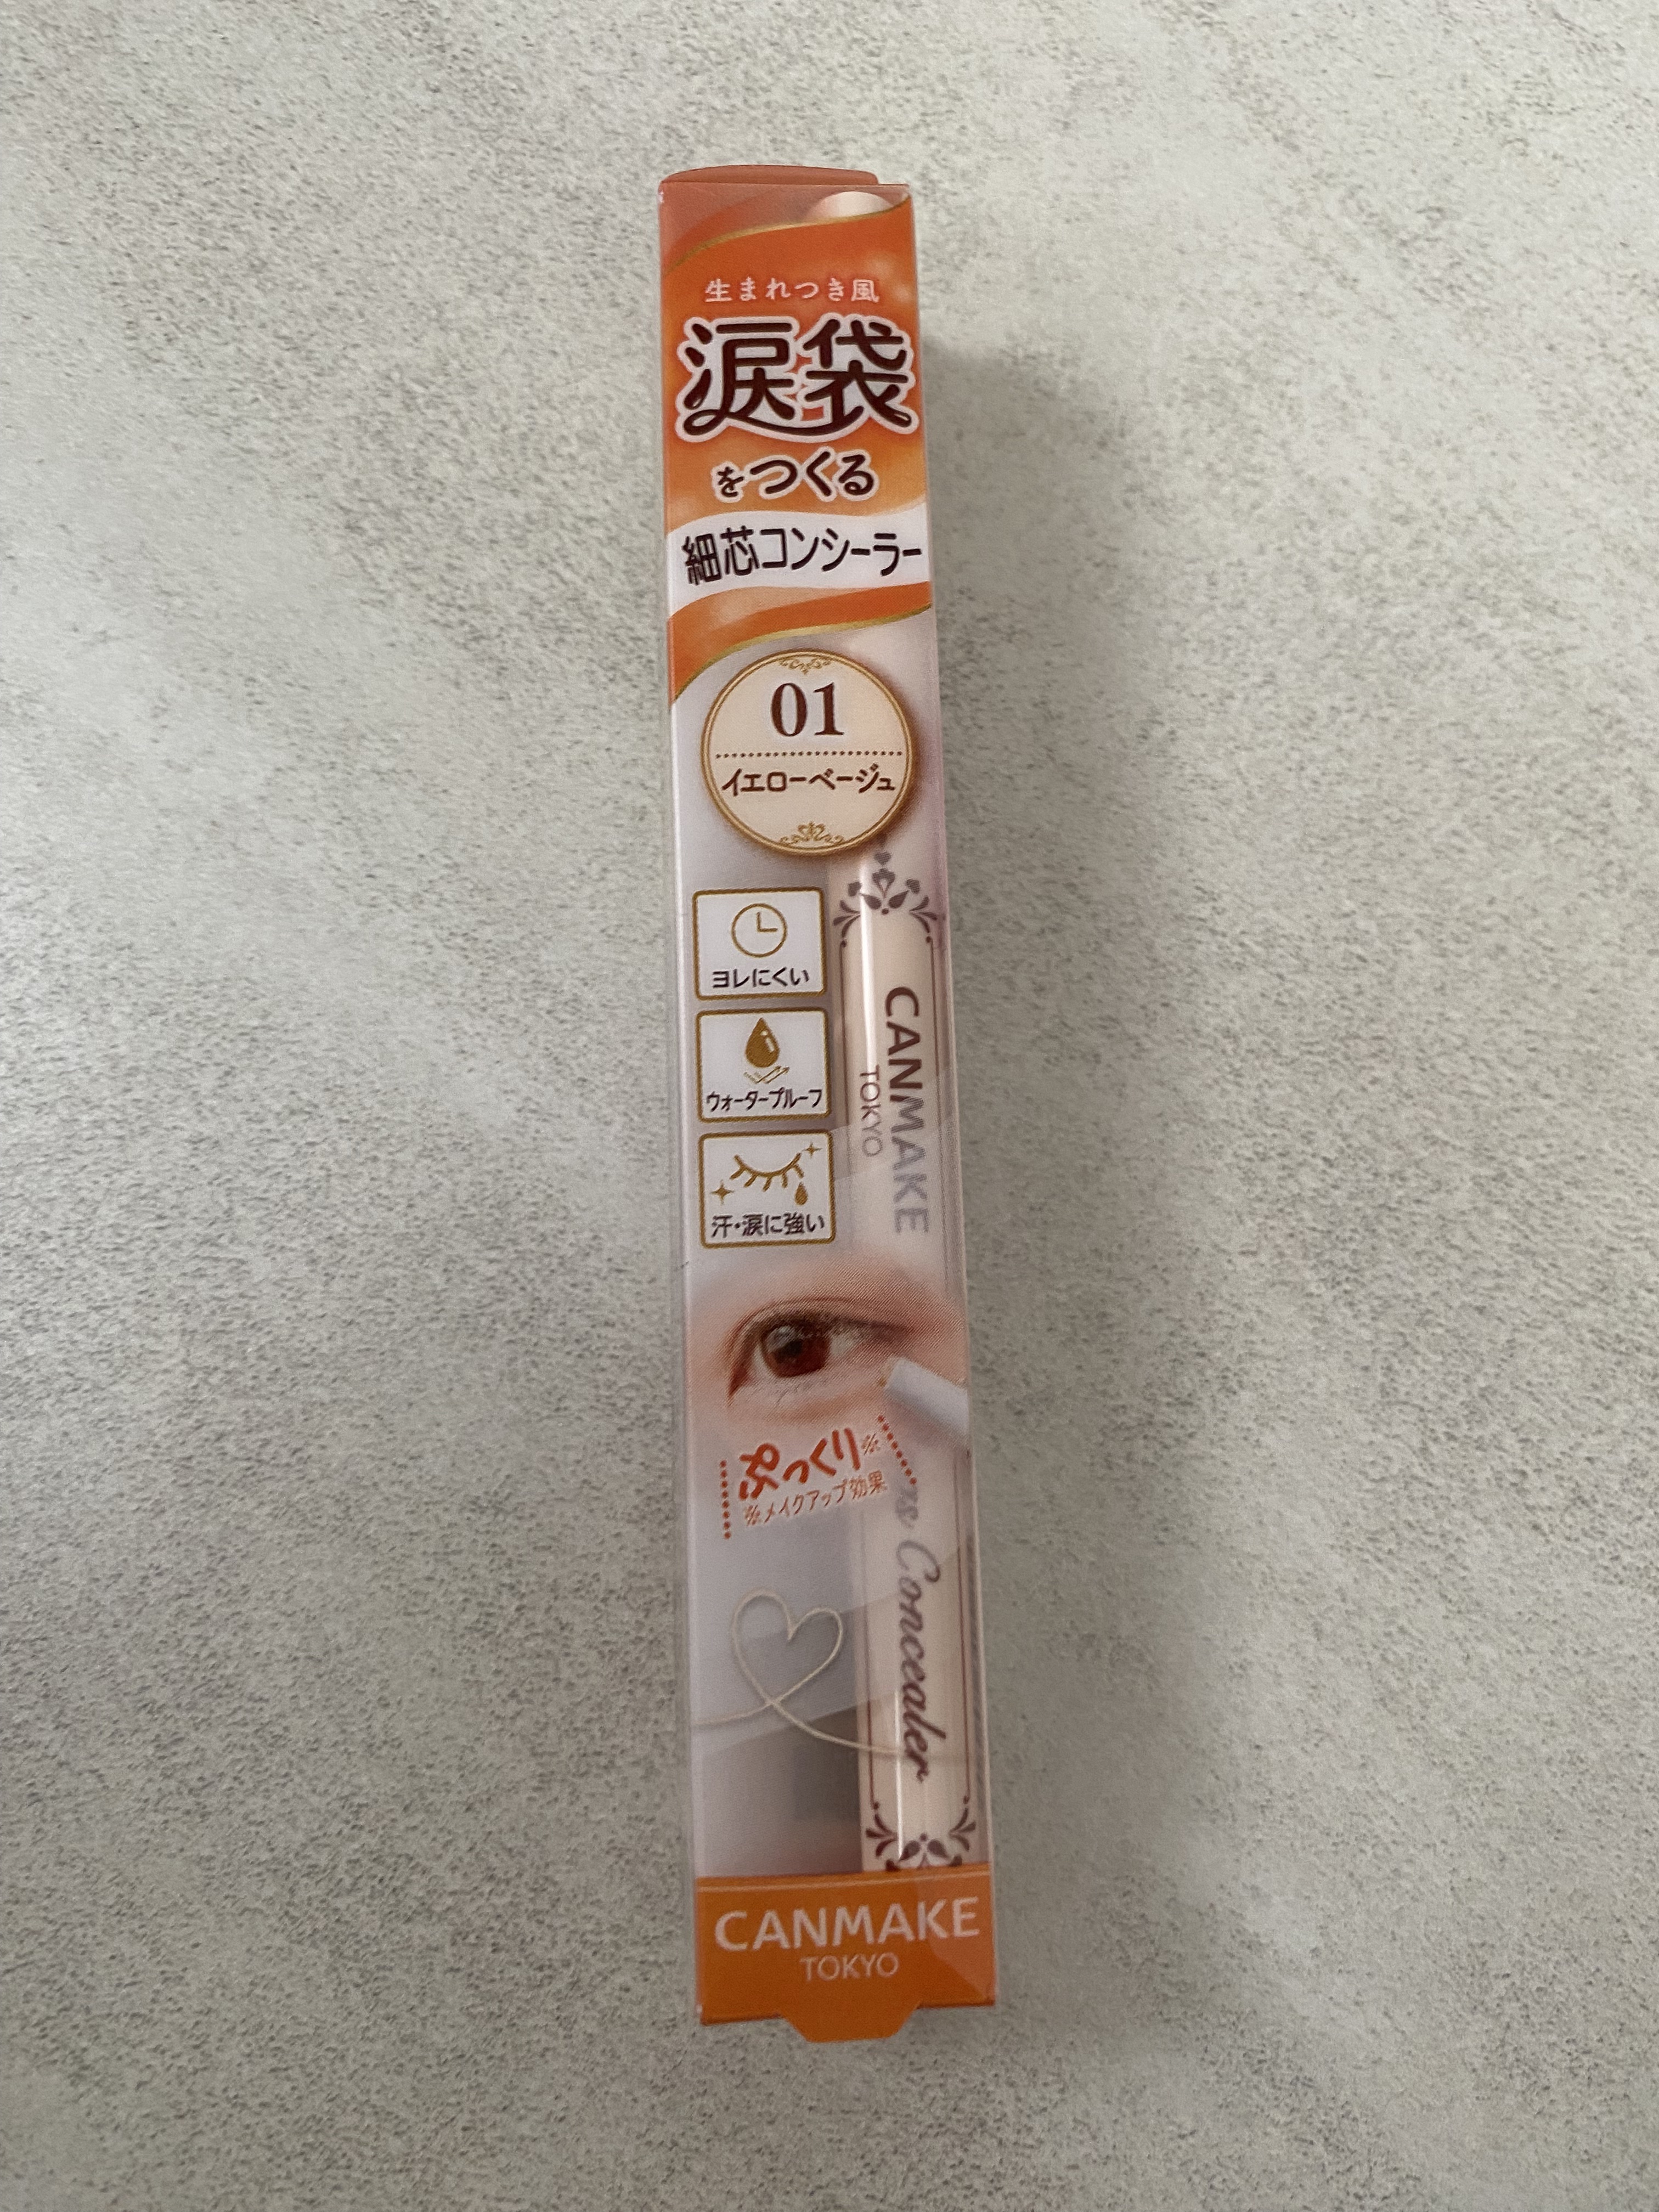 生まれつき風
涙袋
をつくる
細芯コンシーラー
01
イエローベージュ
ヨレにくい
ウォータープルーフ
汗・涙に強い
CANMAKE
TOKYO
ぷっくり※
※メイクアップ効果
Concealer
CANMAKE
TOKYO